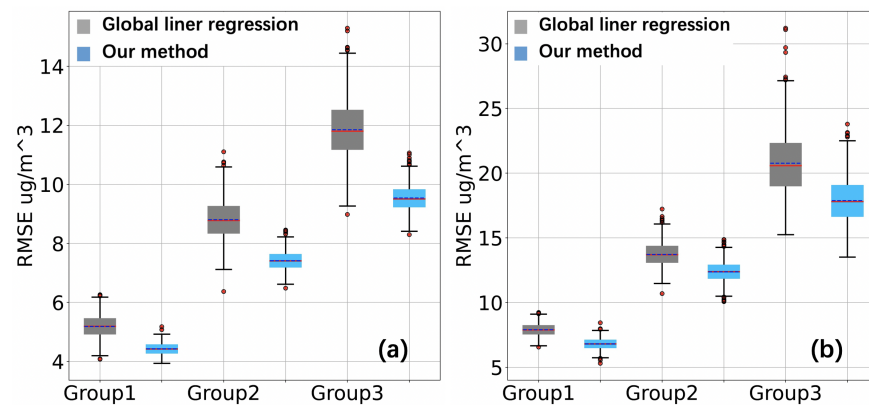 Global liner regression
Our method
RMSE ug/m^3
14
12
10
8
6
4
Group1
Group2
Group3
(a)
Global liner regression
Our method
RMSE ug/m^3
30
25
20
15
10
5
Group1
Group2
Group3
(b)